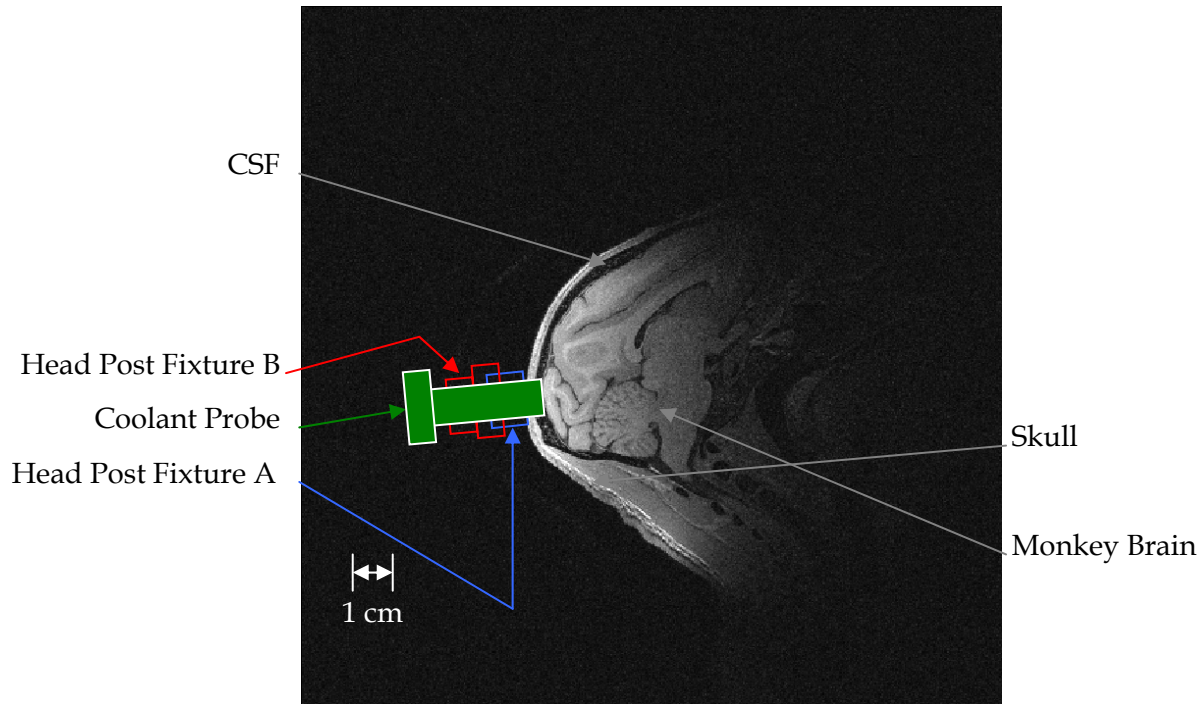 CSF
Head Post Fixture B
Coolant Probe
Head Post Fixture A
Skull
Monkey Brain
1 cm